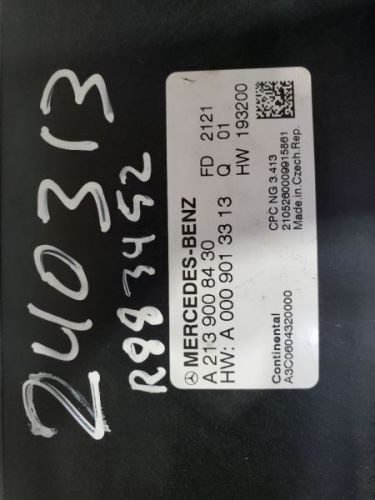 240313
R883452
MERCEDES-BENZ
A 213 900 84 30
HW: A 000 901 33 13
FD 2121
Q 01
HW 193200
Continental
A3C0604320000
CPC NG 3.413
2105260009915861
Made.in.Czech.Rep.